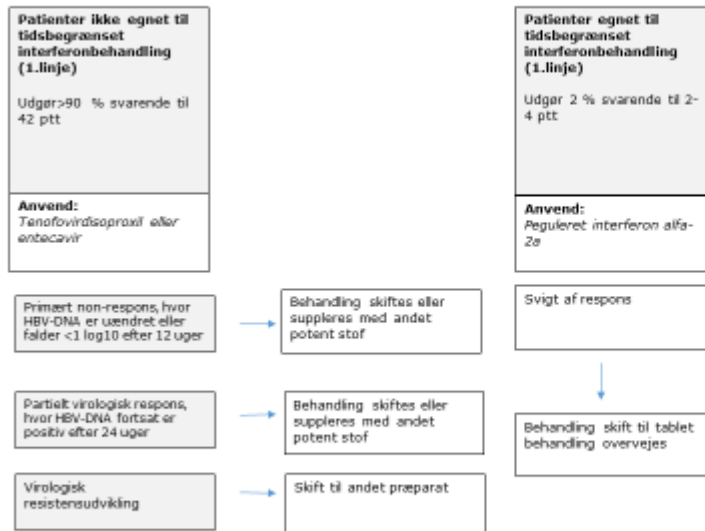 Patienter ikke egnet til
tidsbegrænset
interferonbehandling
(1.linje)
Udgør>90 % svarende til
42 ptt
Anvend:
Tenofovirdisoproxil eller
entecavir
Patienter egnet til
tidsbegrænset
interferonbehandling
(1.linje)
Udgør 2 % svarende til 2-
4 ptt
Anvend:
Peguleret interferon alfa-
2a
Primært non-respons, hvor
HBV-DNA er uændret eller
falder <1 log10 efter 12 uger
Behandling skiftes eller
suppleres med andet
potent stof
Svigt af respons
Partielt virologisk respons,
hvor HBV-DNA fortsat er
positiv efter 24 uger
Behandling skiftes eller
suppleres med andet
potent stof
Behandling skift til tablet
behandling overvejes
Virologisk
resistensudvikling
Skift til andet præparat